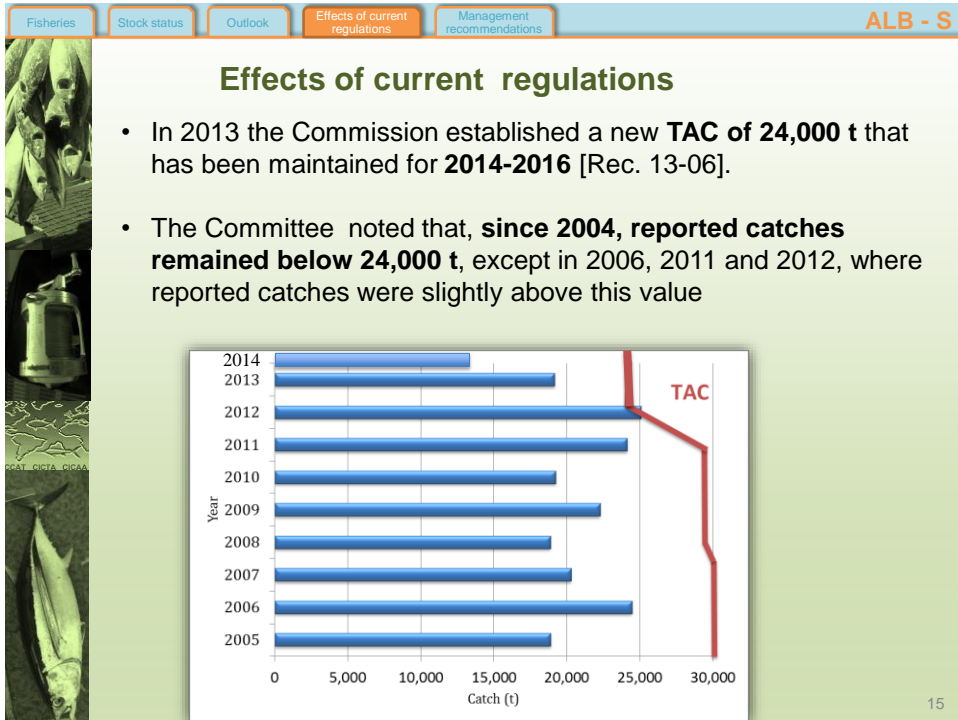 Fisheries
Stock status
Outlook
Effects of current
regulations
Management
recommendations
ALB - S
Effects of current regulations
• In 2013 the Commission established a new TAC of 24,000 t that
has been maintained for 2014-2016 [Rec. 13-06].
• The Committee noted that, since 2004, reported catches
remained below 24,000 t, except in 2006, 2011 and 2012, where
reported catches were slightly above this value
2014
2013
TAC
2012
2011
2010
Year
2009
2008
2007
2006
2005
0 5,000 10,000 15,000 20,000 25,000 30,000
Catch (t)
CCAT CICTA CICAA
15